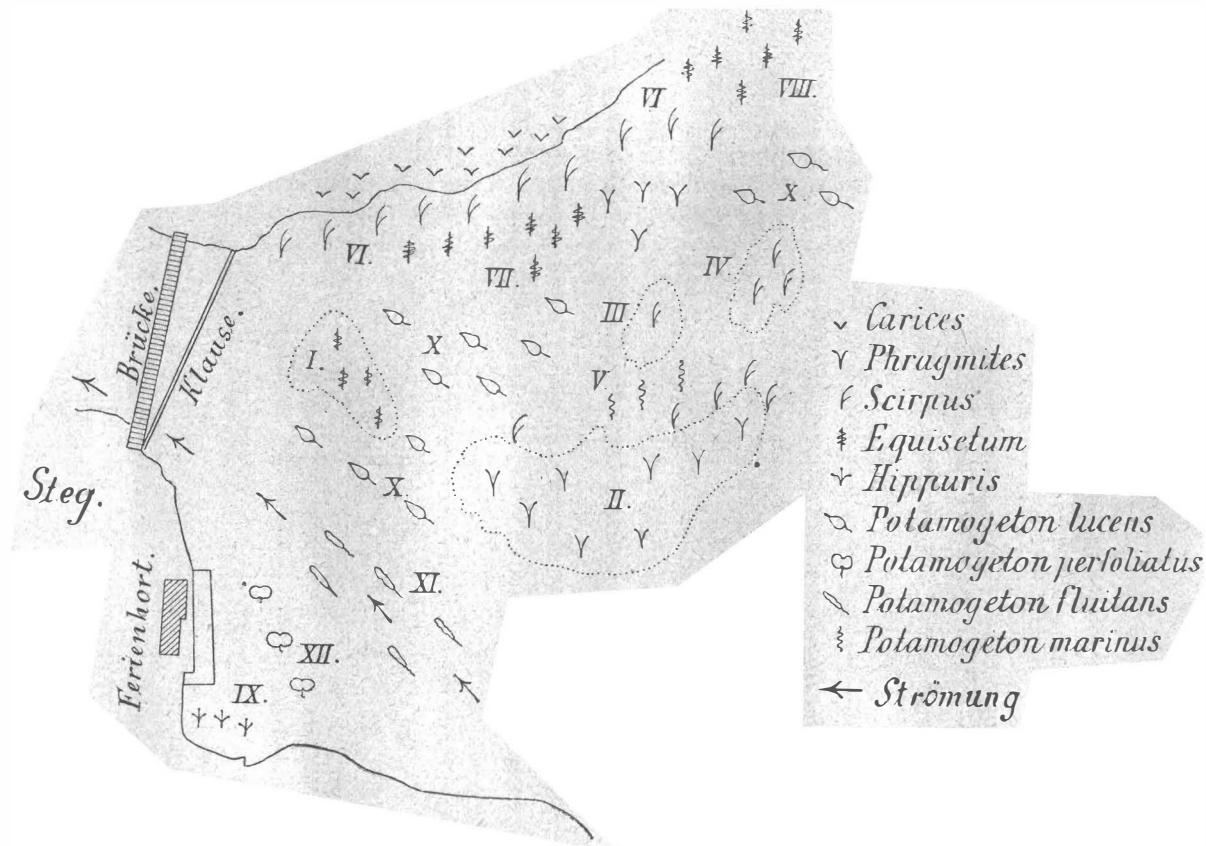 VIII.
VI
X.
IV.
VI.
VII.
III.
Brücke.
Klause.
I.
X
V.
Steg.
X.
II.
XI.
Ferienhort.
XII.
IX.
Carices
Phragmites
Scirpus
Equisetum
Hippuris
Potamogeton lucens
Potamogeton perfoliatus
Potamogeton fluitans
Potamogeton marinus
Strömung